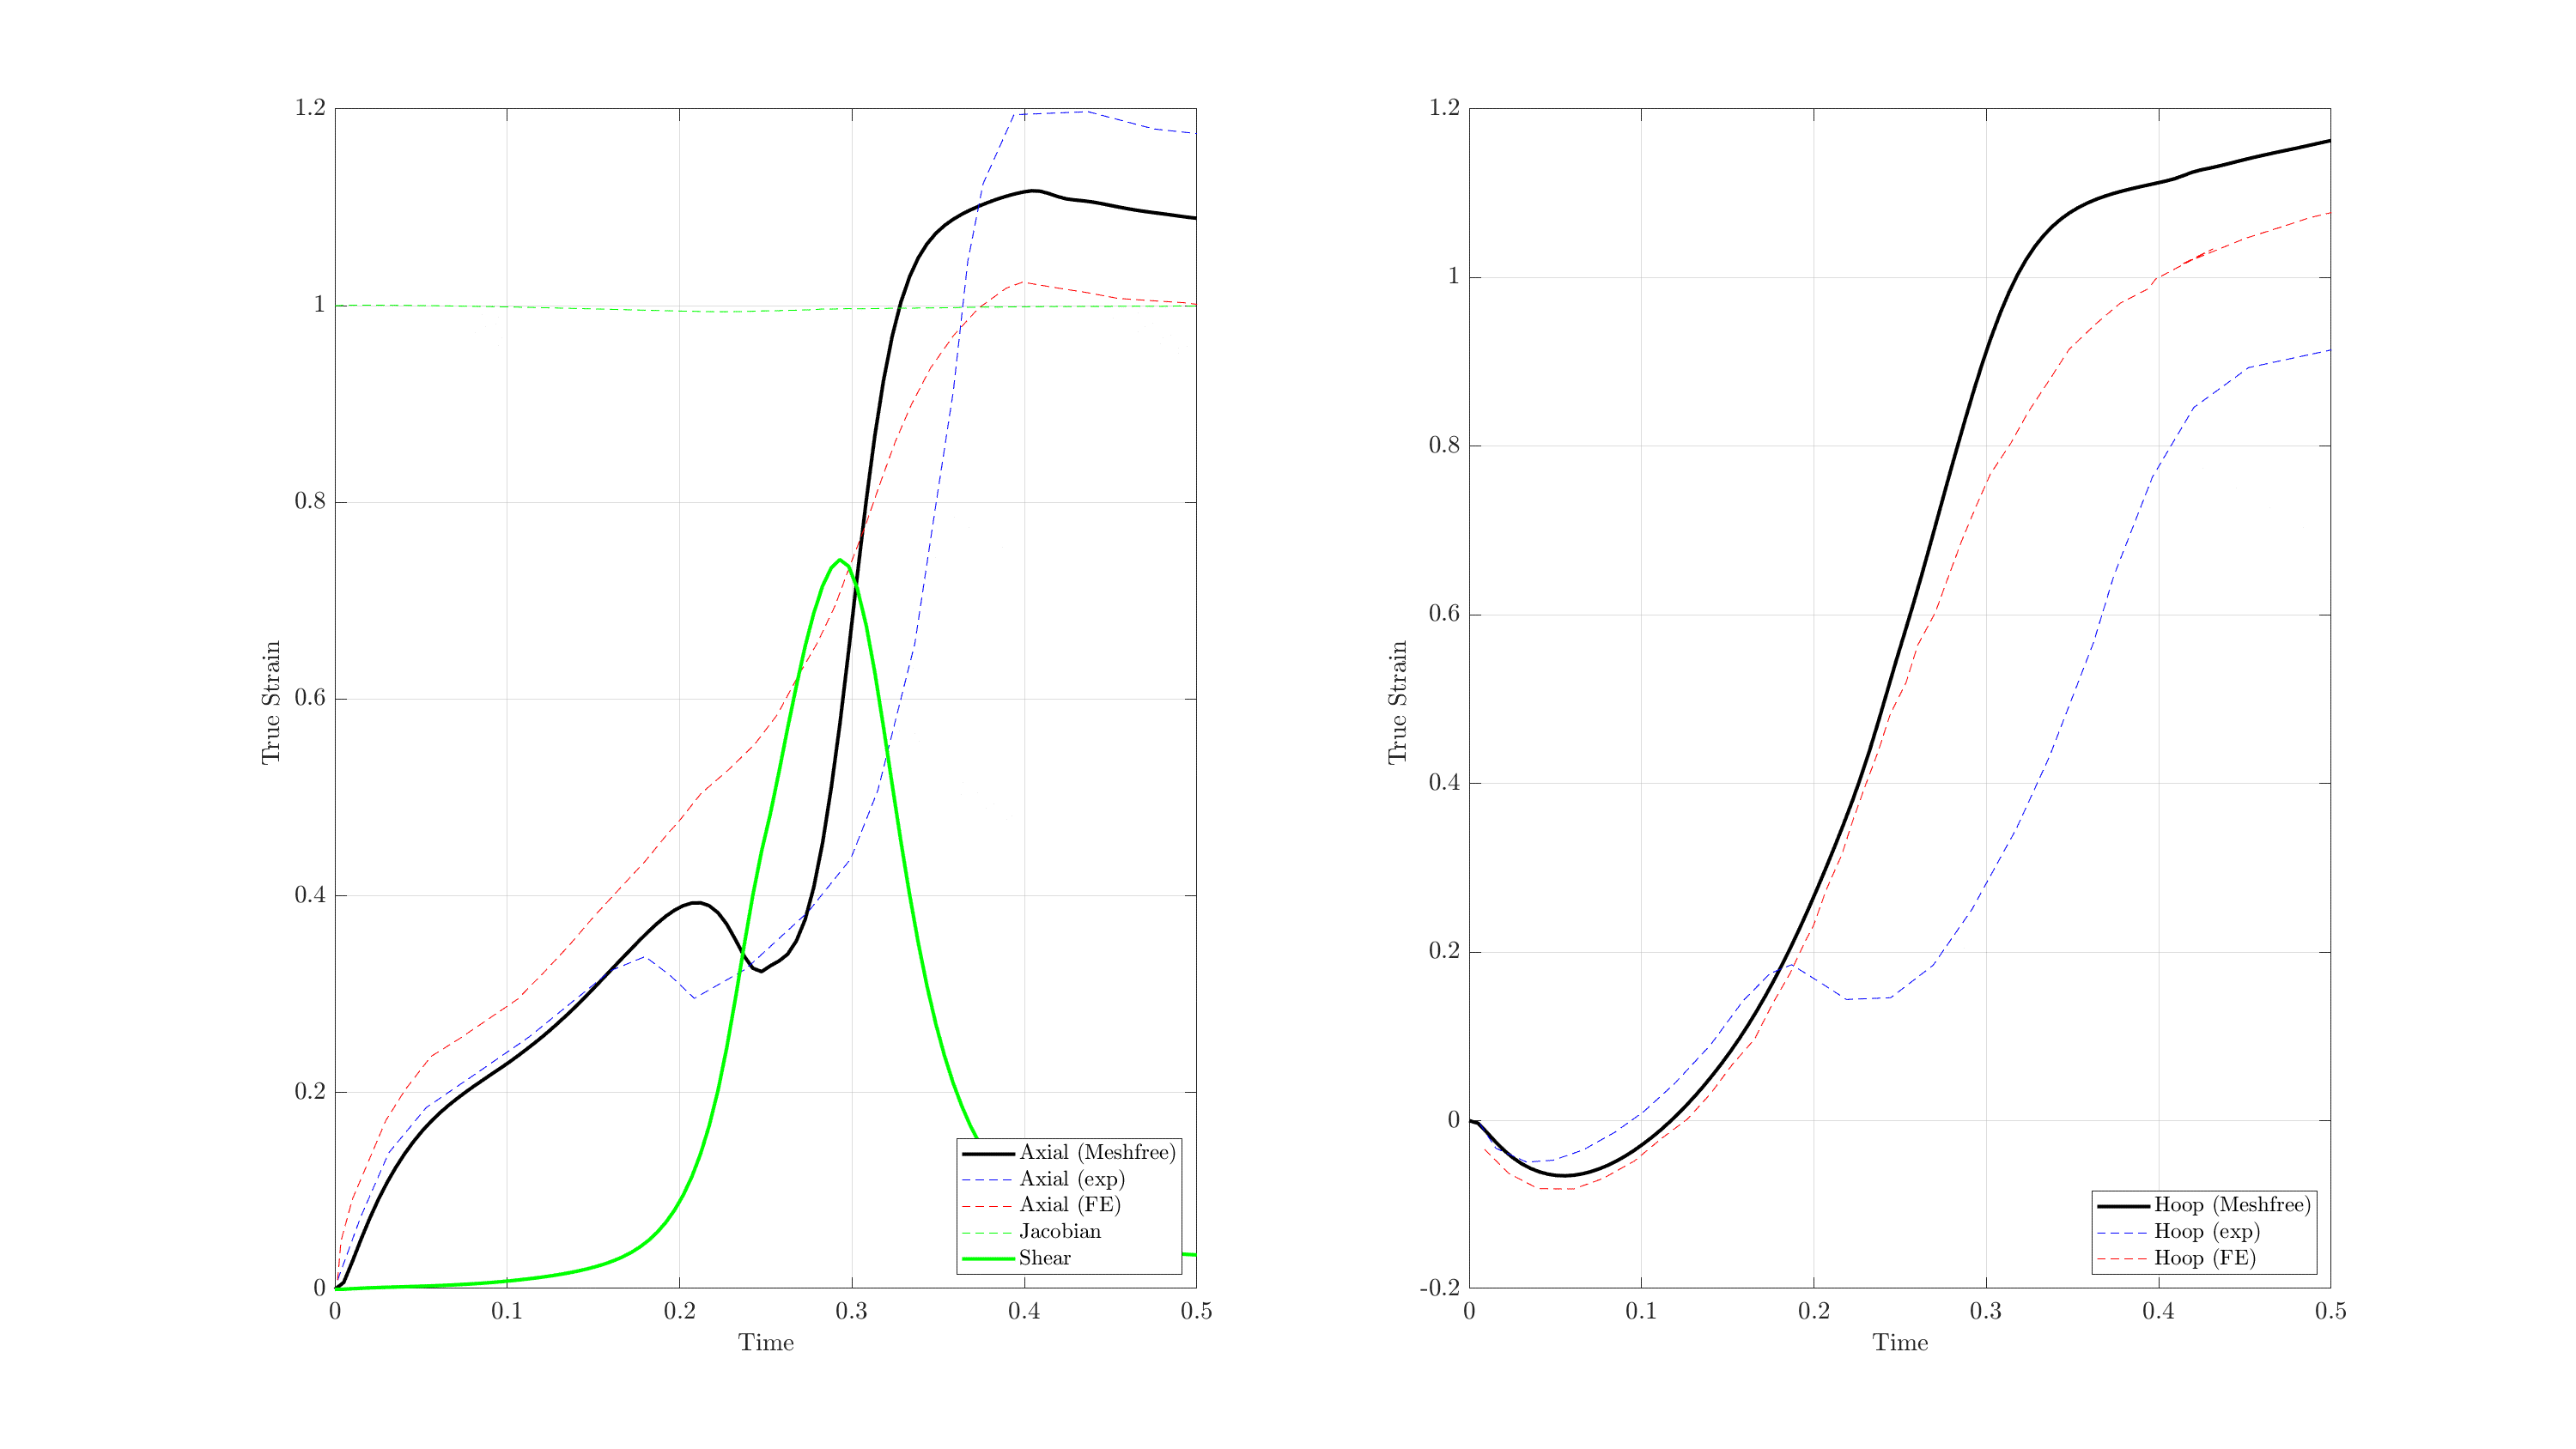 1.2
1
0.8
0.6
0.4
0.2
0
True Strain
0 0.1 0.2 0.3 0.4 0.5
Time
Axial (Meshfree)
Axial (exp)
Axial (FE)
Jacobian
Shear
1.2
1
0.8
0.6
0.4
0.2
0
-0.2
True Strain
0 0.1 0.2 0.3 0.4 0.5
Time
Hoop (Meshfree)
Hoop (exp)
Hoop (FE)